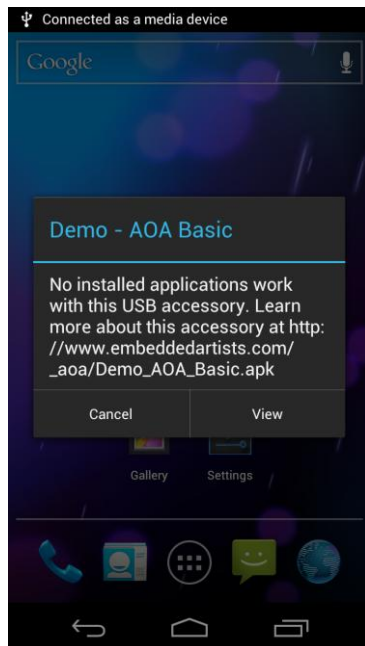 Connected as a media device
Google
Demo - AOA Basic
No installed applications work
with this USB accessory. Learn
more about this accessory at http:
//www.embeddedartists.com/
_aoa/Demo_AOA_Basic.apk
Cancel View
Gallery Settings